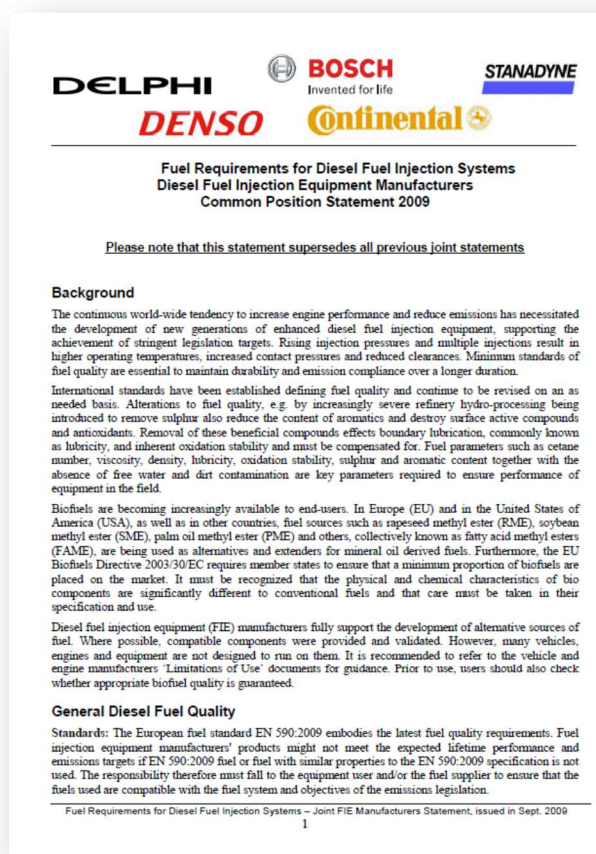 DELPHI
BOSCH
Invented for life
STANADYNE
DENSO
Continental
Fuel Requirements for Diesel Fuel Injection Systems
Diesel Fuel Injection Equipment Manufacturers
Common Position Statement 2009
Please note that this statement supersedes all previous joint statements
Background
The continuous world-wide tendency to increase engine performance and reduce emissions has necessitated
the development of new generations of enhanced diesel fuel injection equipment, supporting the
achievement of stringent legislation targets. Rising injection pressures and multiple injections result in
higher operating temperatures, increased contact pressures and reduced clearances. Minimum standards of
fuel quality are essential to maintain durability and emission compliance over a longer duration.
International standards have been established defining fuel quality and continue to be revised on an as
needed basis. Alterations to fuel quality, e.g. by increasingly severe refinery hydro-processing being
introduced to remove sulphur also reduce the content of aromatics and destroy surface active compounds
and antioxidants. Removal of these beneficial compounds effects boundary lubrication, commonly known
as lubricity, and inherent oxidation stability and must be compensated for. Fuel parameters such as cetane
number, viscosity, density, lubricity, oxidation stability, sulphur and aromatic content together with the
absence of free water and dirt contamination are key parameters required to ensure performance of
equipment in the field.
Biofuels are becoming increasingly available to end-users. In Europe (EU) and in the United States of
America (USA), as well as in other countries, fuel sources such as rapeseed methyl ester (RME), soybean
methyl ester (SME), palm oil methyl ester (PME) and others, collectively known as fatty acid methyl esters
(FAME), are being used as alternatives and extenders for mineral oil derived fuels. Furthermore, the EU
Biofuels Directive 2003/30/EC requires member states to ensure that a minimum proportion of biofuels are
placed on the market. It must be recognized that the physical and chemical characteristics of bio
components are significantly different to conventional fuels and that care must be taken in their
specification and use.
Diesel fuel injection equipment (FIE) manufacturers fully support the development of alternative sources of
fuel. Where possible, compatible components were provided and validated. However, many vehicles,
engines and equipment are not designed to run on them. It is recommended to refer to the vehicle and
engine manufacturers 'Limitations of Use' documents for guidance. Prior to use, users should also check
whether appropriate biofuel quality is guaranteed.
General Diesel Fuel Quality
Standards: The European fuel standard EN 590:2009 embodies the latest fuel quality requirements. Fuel
injection equipment manufacturers' products might not meet the expected lifetime performance and
emissions targets if EN 590:2009 fuel or fuel with similar properties to the EN 590:2009 specification is not
used. The responsibility therefore must fall to the equipment user and/or the fuel supplier to ensure that the
fuels used are compatible with the fuel system and objectives of the emissions legislation.
Fuel Requirements for Diesel Fuel Injection Systems – Joint FIE Manufacturers Statement, issued in Sept. 2009
1